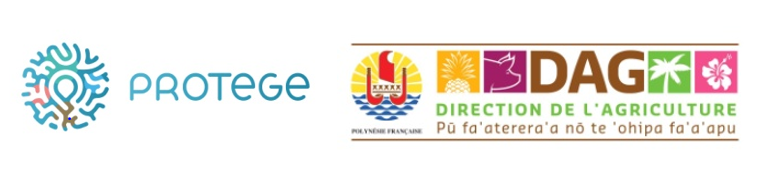 PROTEGE
DAG
DIRECTION DE L'AGRICULTURE
POLYNÉSIE FRANÇAISE
Pū fa'aterera'a nō te 'ohipa fa'a'apu